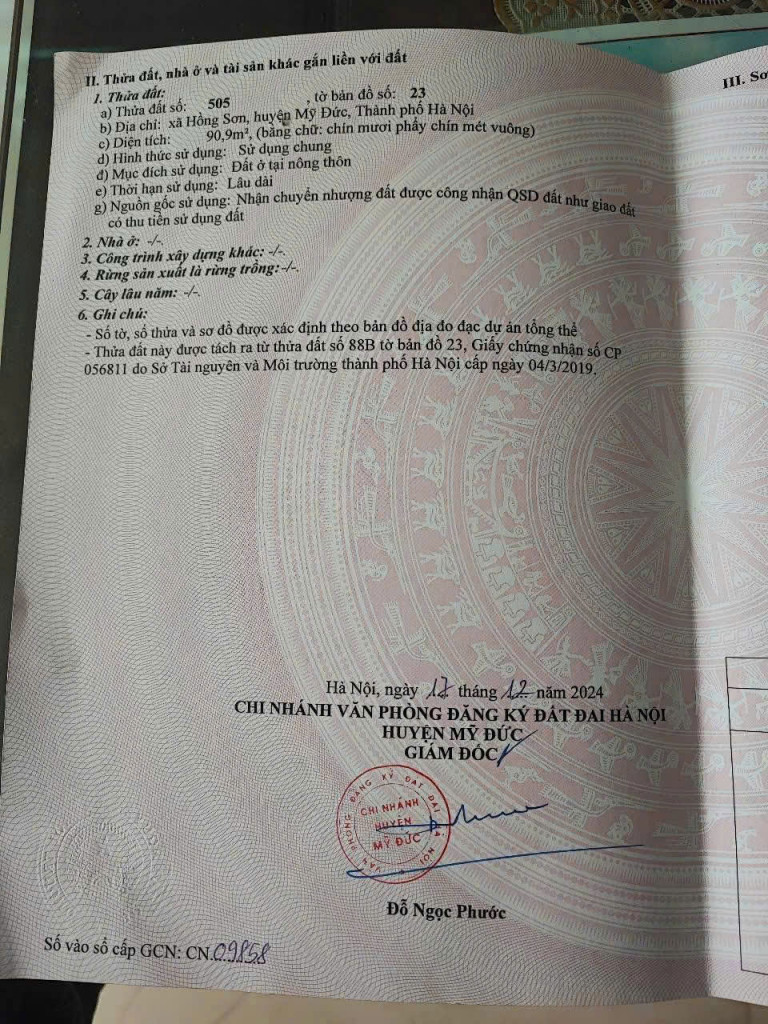 II. Thửa đất, nhà ở và tài sản khác gắn liền với đất
III. Sơ
1. Thửa đất:
a) Thửa đất số: 505 , tờ bản đồ số: 23
b) Địa chỉ: xã Hồng Sơn, huyện Mỹ Đức, Thành phố Hà Nội
c) Diện tích: 90,9m², (bằng chữ: chín mươi phẩy chín mét vuông)
d) Hình thức sử dụng: Sử dụng chung
đ) Mục đích sử dụng: Đất ở tại nông thôn
e) Thời hạn sử dụng: Lâu dài
g) Nguồn gốc sử dụng: Nhận chuyển nhượng đất được công nhận QSD đất như giao đất
có thu tiền sử dụng đất
2. Nhà ở: -/-.
3. Công trình xây dựng khác: -/-.
4. Rừng sản xuất là rừng trồng:-/-.
5. Cây lâu năm: -/-.
6. Ghi chú:
- Số tờ, số thửa và sơ đồ được xác định theo bản đồ địa đo đạc dự án tổng thể
- Thửa đất này được tách ra từ thửa đất số 88B tờ bản đồ 23, Giấy chứng nhận số CP
056811 do Sở Tài nguyên và Môi trường thành phố Hà Nội cấp ngày 04/3/2019.
Hà Nội, ngày 17 tháng 12 năm 2024
CHI NHÁNH VĂN PHÒNG ĐĂNG KÝ ĐẤT ĐAI HÀ NỘI
HUYỆN MỸ ĐỨC
GIÁM ĐỐC
VĂN PHÒNG ĐĂNG KÝ ĐẤT ĐAI HÀ NỘI
CHI NHÁNH
HUYỆN
MỸ ĐỨC
Đỗ Ngọc Phước
Số vào sổ cấp GCN: CN.09858